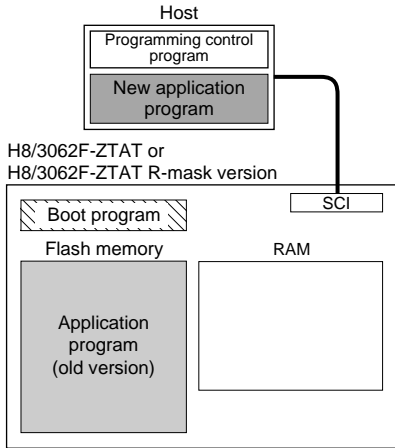 Host
Programming control
program
New application
program
H8/3062F-ZTAT or
H8/3062F-ZTAT R-mask version
SCI
Boot program
Flash memory
RAM
Application
program
(old version)